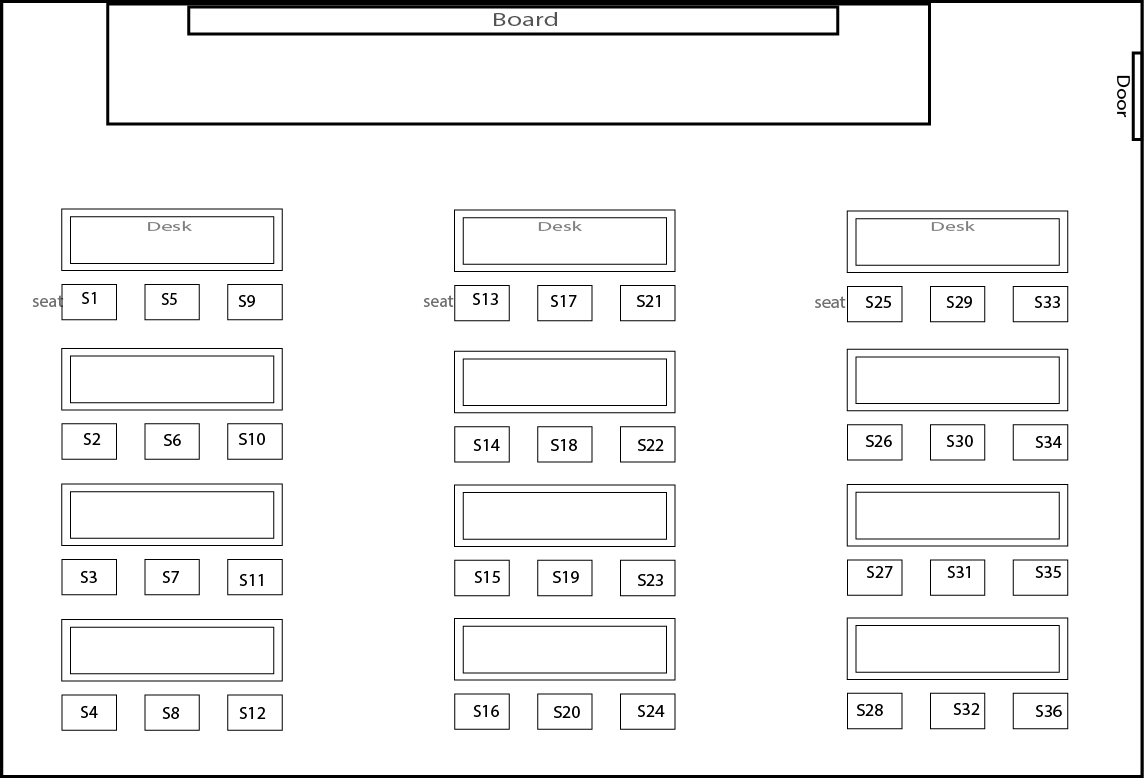 Board
Door
Desk Desk Desk
seat S1 S5 S9 seat S13 S17 S21 seat S25 S29 S33
S2 S6 S10 S14 S18 S22 S26 S30 S34
S3 S7 S11 S15 S19 S23 S27 S31 S35
S4 S8 S12 S16 S20 S24 S28 S32 S36